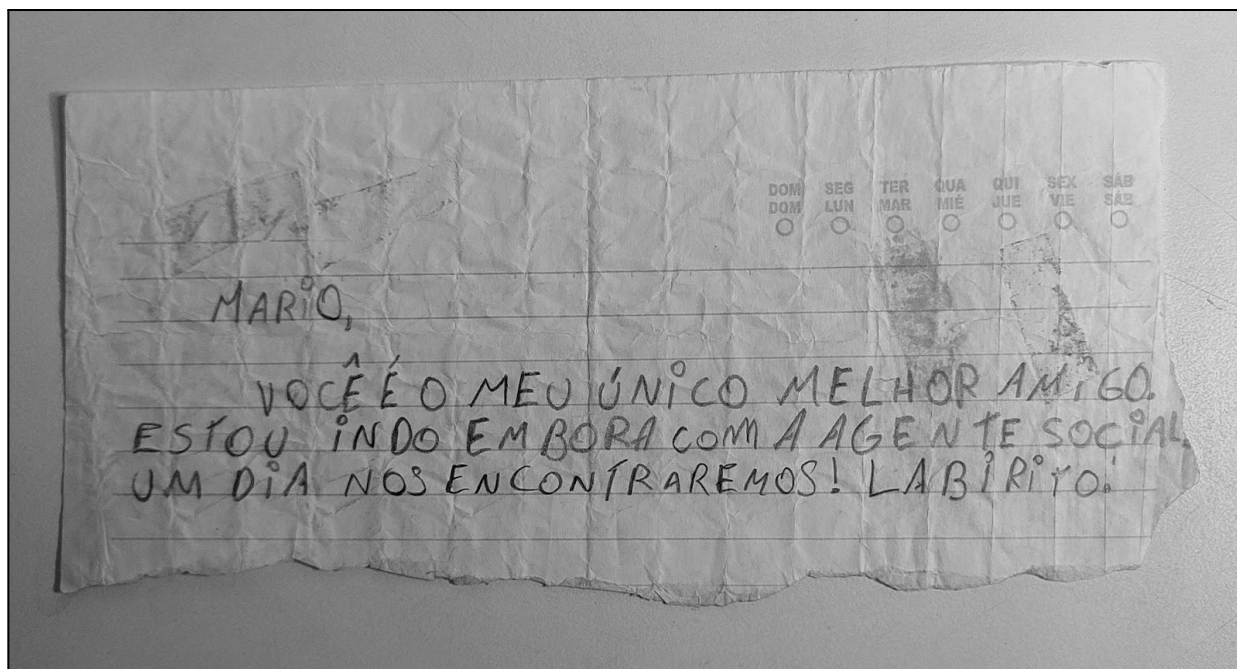 DOM SEG TER QUA QUI SEX SÁB
DOM LUN MAR MIÉ JUE VIE SÁB
MARIO,
VOCÊ É O MEU ÚNICO MELHOR AMIGO.
ESTOU INDO EMBORA COM A AGENTE SOCIAL.
UM DIA NOS ENCONTRAREMOS! LABIRITO!